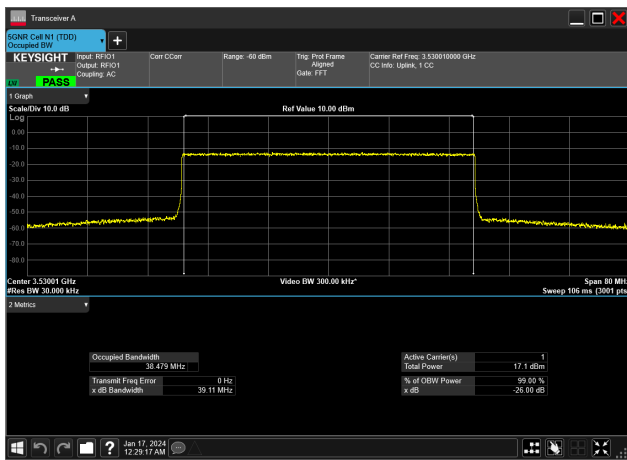 Transceiver A
5GNR Cell N1 (TDD)
Occupied BW
KEYSIGHT
LXI
PASS
Input: RFIO1
Output: RFIO1
Coupling: AC
Corr CCorr
Range: -60 dBm
Trig: Prot Frame
Aligned
Gate: FFT
Carrier Ref Freq: 3.530010000 GHz
CC Info: Uplink, 1 CC
1 Graph
Scale/Div 10.0 dB
Ref Value 10.00 dBm
Log
0.00
-10.0
-20.0
-30.0
-40.0
-50.0
-60.0
-70.0
-80.0
Center 3.53001 GHz
Video BW 300.00 kHz*
Span 80 MHz
#Res BW 30.000 kHz
Sweep 106 ms (3001 pts
2 Metrics
Occupied Bandwidth
38.479 MHz
Active Carrier(s) 1
Total Power 17.1 dBm
Transmit Freq Error 0 Hz
x dB Bandwidth 39.11 MHz
% of OBW Power 99.00 %
x dB -26.00 dB
Jan 17, 2024
12:29:17 AM